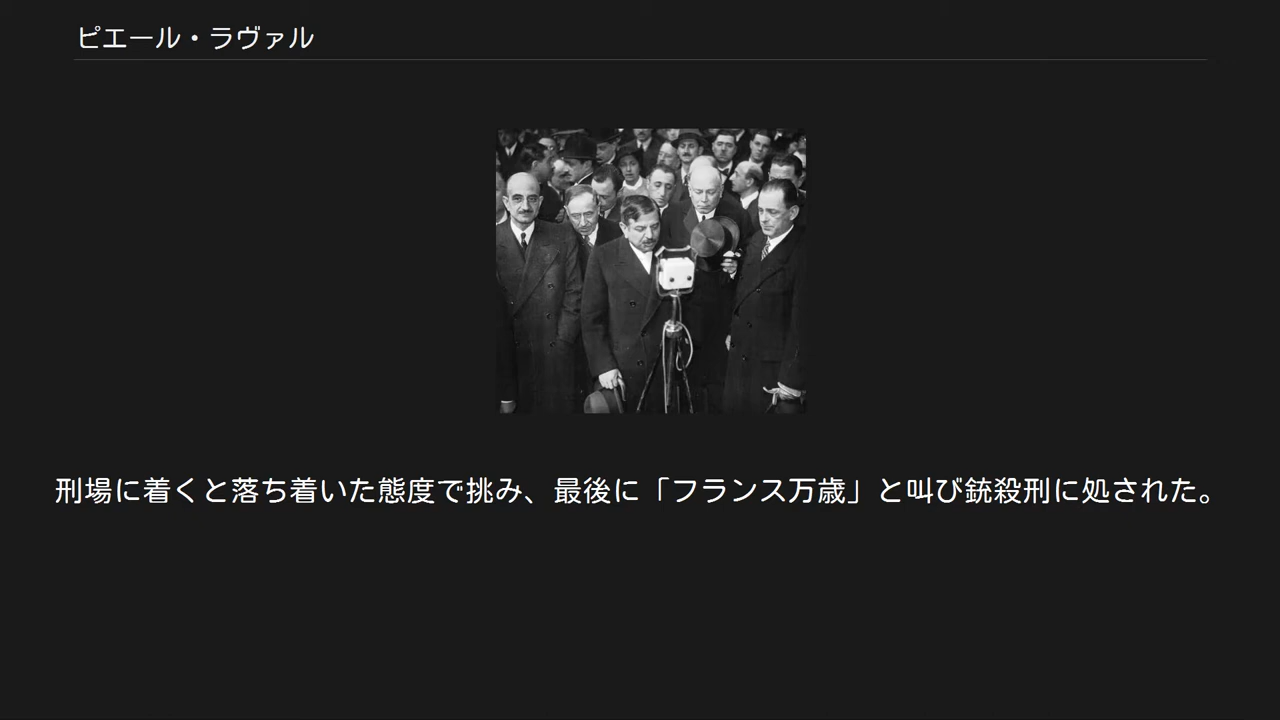 ピエール・ラヴァル
刑場に着くと落ち着いた態度で挑み、最後に「フランス万歳」と叫び銃殺刑に処された。